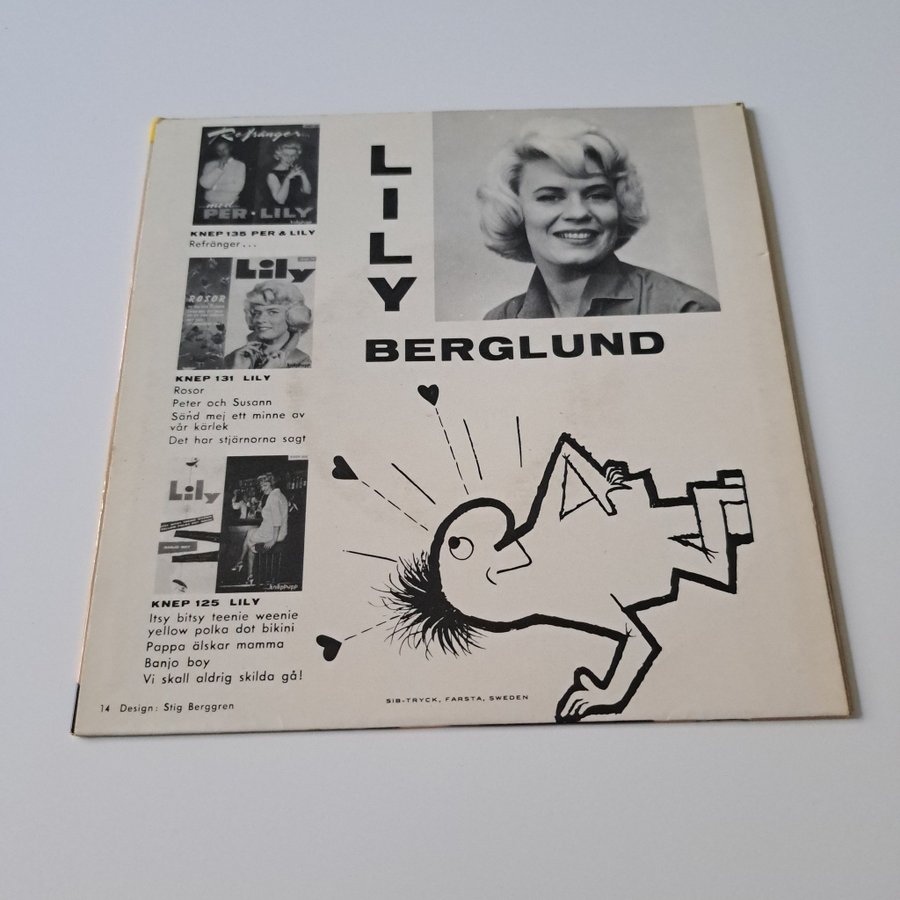 Refränger...
med
PER · LILY
KNEP 135 PER & LILY
Refränger...
ROSOR
Lily
KNEP 131 LILY
Rosor
Peter och Susann
Sänd mej ett minne av
vår kärlek
Det har stjärnorna sagt
Lily
KNEP 125 LILY
Itsy bitsy teenie weenie
yellow polka dot bikini
Pappa älskar mamma
Banjo boy
Vi skall aldrig skilda gå!
14 Design: Stig Berggren
LILY
BERGLUND
SIB-TRYCK, FARSTA, SWEDEN